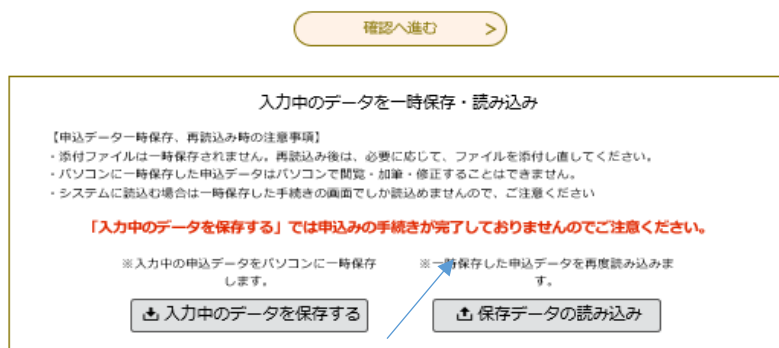 確認へ進む >
入力中のデータを一時保存・読み込み
【申込データ一時保存、再読込み時の注意事項】
・添付ファイルは一時保存されません。再読込み後は、必要に応じて、ファイルを添付し直してください。
・パソコンに一時保存した申込データはパソコンで閲覧・加筆・修正することはできません。
・システムに読込む場合は一時保存した手続きの画面でしか読込めませんので、ご注意ください
「入力中のデータを保存する」では申込みの手続きが完了しておりませんのでご注意ください。
※入力中の申込データをパソコンに一時保存
します。
※一時保存した申込データを再度読み込みま
す。
入力中のデータを保存する
保存データの読み込み